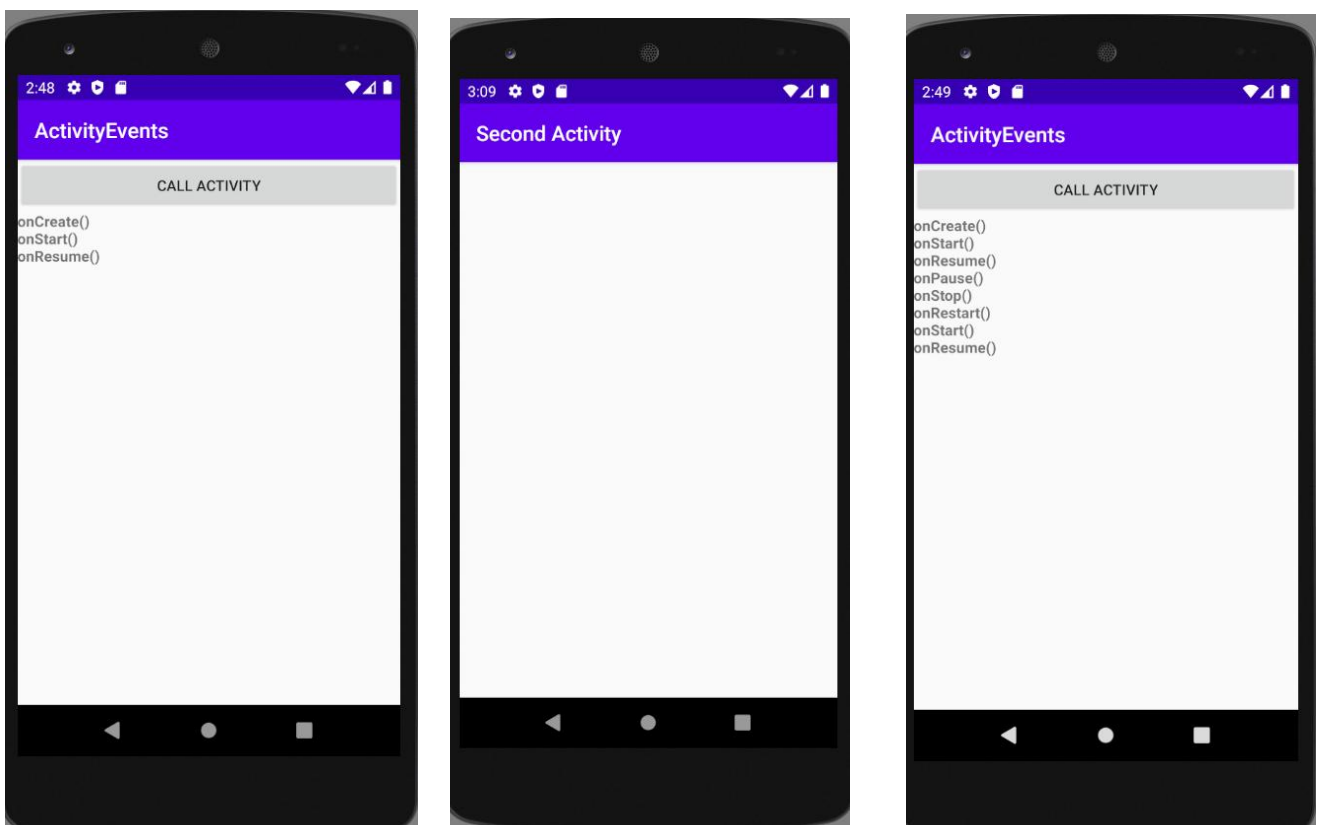 2:48
ActivityEvents
CALL ACTIVITY
onCreate()
onStart()
onResume()
3:09
Second Activity
2:49
ActivityEvents
CALL ACTIVITY
onCreate()
onStart()
onResume()
onPause()
onStop()
onRestart()
onStart()
onResume()